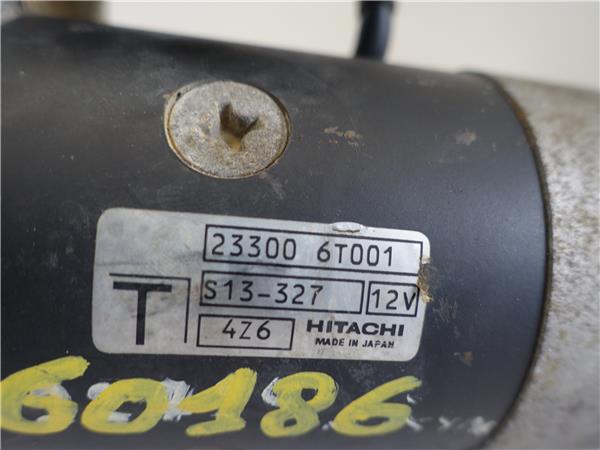 23300 6T001
T S13-327 12V
4Z6 HITACHI
MADE IN JAPAN
60186